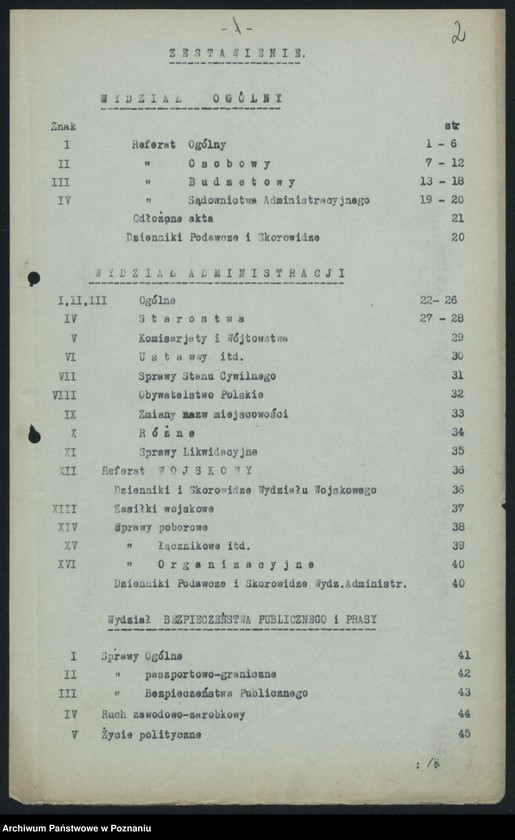 -1- 2
ZESTAWIENIE.
WYDZIAŁ OGÓLNY
Znak str
I Referat Ogólny 1 - 6
II " Osobowy 7 - 12
III " Budżetowy 13 - 18
IV " Sądownictwa Administracyjnego 19 - 20
Odłożone akta 21
Dzienniki Podawcze i Skorowidze 20
WYDZIAŁ ADMINISTRACJI
I,II,III Ogólne 22- 26
IV Starostwa 27 - 28
V Komisarjaty i Wójtowstwa 29
VI Ustawwy itd. 30
VII Sprawy Stanu Cywilnego 31
VIII Obywatelstwo Polskie 32
IX Zmiany nazw miejscowości 33
X Różne 34
XI Sprawy Likwidacyjne 35
XII Referat WOJSKOWY 36
Dzienniki i Skorowidze Wydziału Wojskowego 36
XIII Zasiłki wojskowe 37
XIV Sprawy poborowe 38
XV " łącznikowe itd. 39
XVI " Organizacyjne 40
Dzienniki Podawcze i Skorowidze Wydz.Administr. 40
Wydział BEZPIECZEŃSTWA PUBLICZNEGO i PRASY
I Sprawy Ogólne 41
II " paszportowo-graniczne 42
III " Bezpieczeństwa Publicznego 43
IV Ruch zawodowo-zarobkowy 44
V Życie polityczne 45
Archiwum Państwowe w Poznaniu